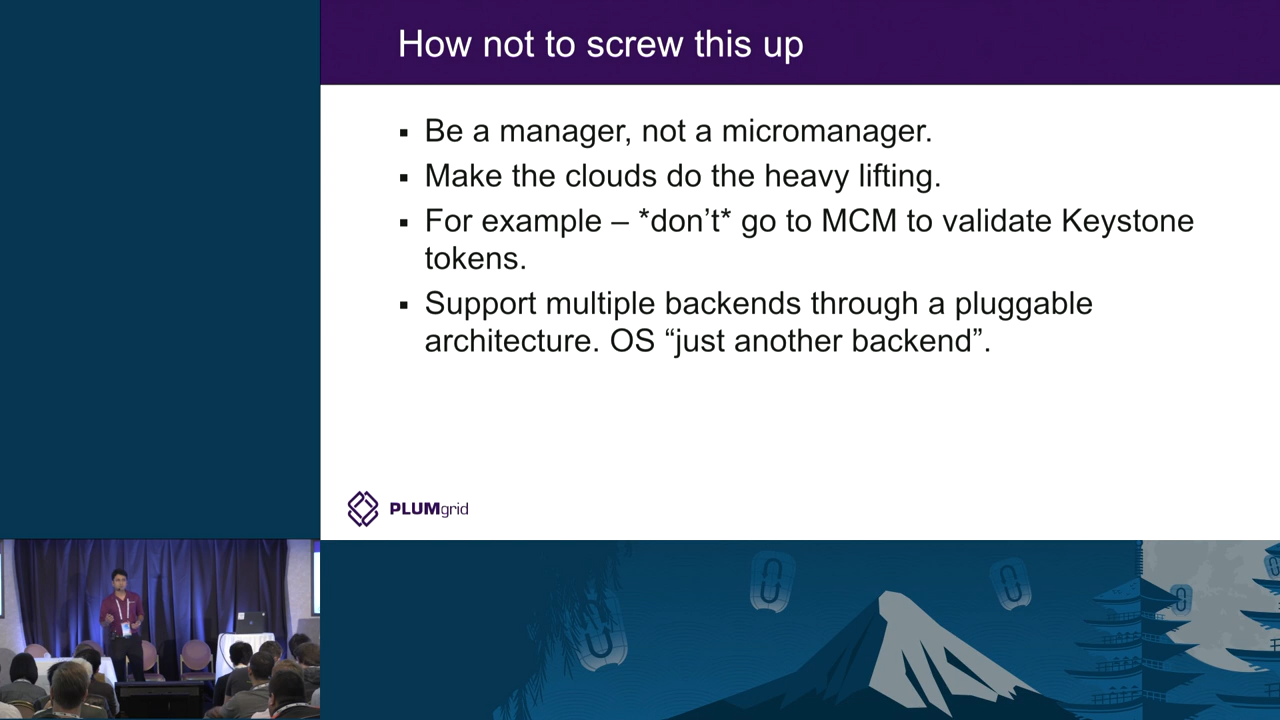 How not to screw this up
▪ Be a manager, not a micromanager.
▪ Make the clouds do the heavy lifting.
▪ For example – *don’t* go to MCM to validate Keystone
tokens.
▪ Support multiple backends through a pluggable
architecture. OS “just another backend”.
PLUMgrid